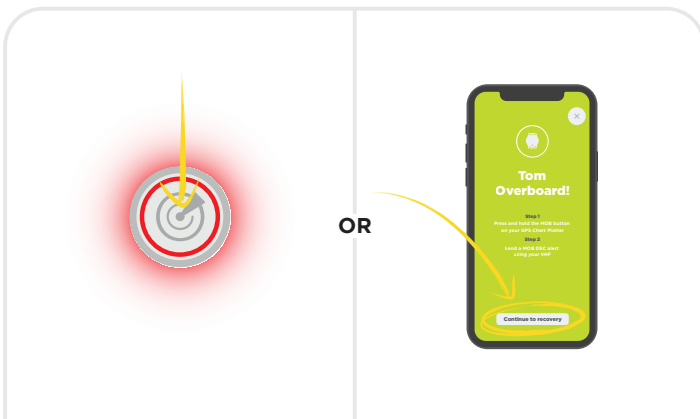 OR
Tom
Overboard!
Step 1
Press and hold the MOB button
on your GPS Chart Plotter
Step 2
Send a MOB DSC alert
using your VHF
Continue to recovery